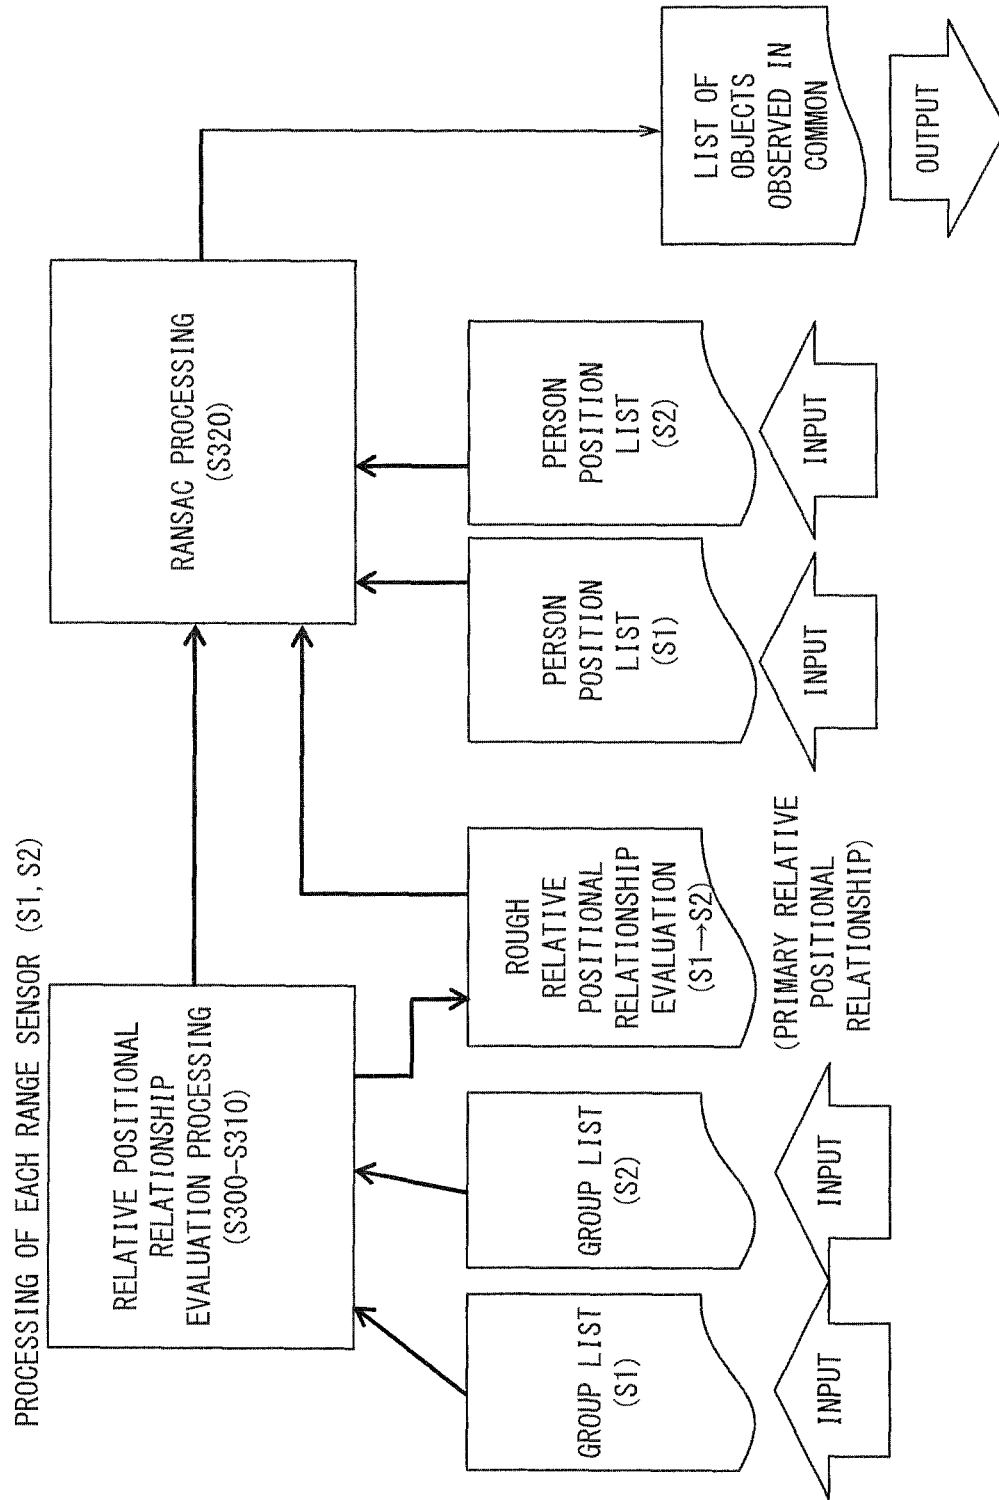 PROCESSING OF EACH RANGE SENSOR (S1, S2)
RELATIVE POSITIONAL
RELATIONSHIP
EVALUATION PROCESSING
(S300-S310)
RANSAC PROCESSING
(S320)
GROUP LIST
(S1)
GROUP LIST
(S2)
ROUGH
RELATIVE
POSITIONAL
RELATIONSHIP
EVALUATION
(S1→S2)
(PRIMARY RELATIVE
POSITIONAL
RELATIONSHIP)
PERSON
POSITION
LIST
(S1)
PERSON
POSITION
LIST
(S2)
LIST OF
OBJECTS
OBSERVED IN
COMMON
INPUT
INPUT
INPUT
INPUT
OUTPUT